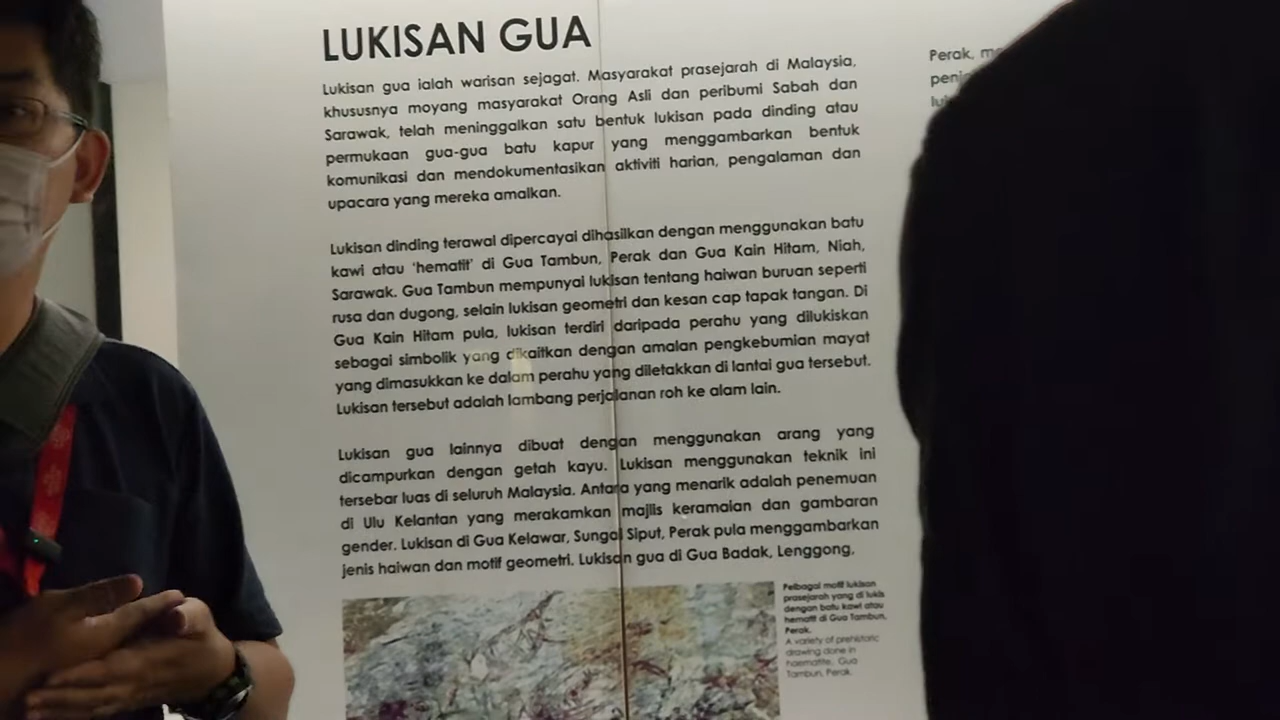 LUKISAN GUA
Lukisan gua ialah warisan sejagat. Masyarakat prasejarah di Malaysia,
khususnya moyang masyarakat Orang Asli dan peribumi Sabah dan
Sarawak, telah meninggalkan satu bentuk lukisan pada dinding atau
permukaan gua-gua batu kapur yang menggambarkan bentuk
komunikasi dan mendokumentasikan aktiviti harian, pengalaman dan
upacara yang mereka amalkan.
Lukisan dinding terawal dipercayai dihasilkan dengan menggunakan batu
kawi atau ‘hematit’ di Gua Tambun, Perak dan Gua Kain Hitam, Niah,
Sarawak. Gua Tambun mempunyai lukisan tentang haiwan buruan seperti
rusa dan dugong, selain lukisan geometri dan kesan cap tapak tangan. Di
Gua Kain Hitam pula, lukisan terdiri daripada perahu yang dilukiskan
sebagai simbolik yang dikaitkan dengan amalan pengkebumian mayat
yang dimasukkan ke dalam perahu yang diletakkan di lantai gua tersebut.
Lukisan tersebut adalah lambang perjalanan roh ke alam lain.
Lukisan gua lainnya dibuat dengan menggunakan arang yang
dicampurkan dengan getah kayu. Lukisan menggunakan teknik ini
tersebar luas di seluruh Malaysia. Antara yang menarik adalah penemuan
di Ulu Kelantan yang merakamkan majlis keramaian dan gambaran
gender. Lukisan di Gua Kelawar, Sungai Siput, Perak pula menggambarkan
jenis haiwan dan motif geometri. Lukisan gua di Gua Badak, Lenggong,
Perak,
Pelbagai motif lukisan
prasejarah yang di lukis
dengan batu kawi atau
hematit di Gua Tambun,
Perak.
A variety of prehistoric
drawing done in
haematite, Gua
Tambun, Perak.